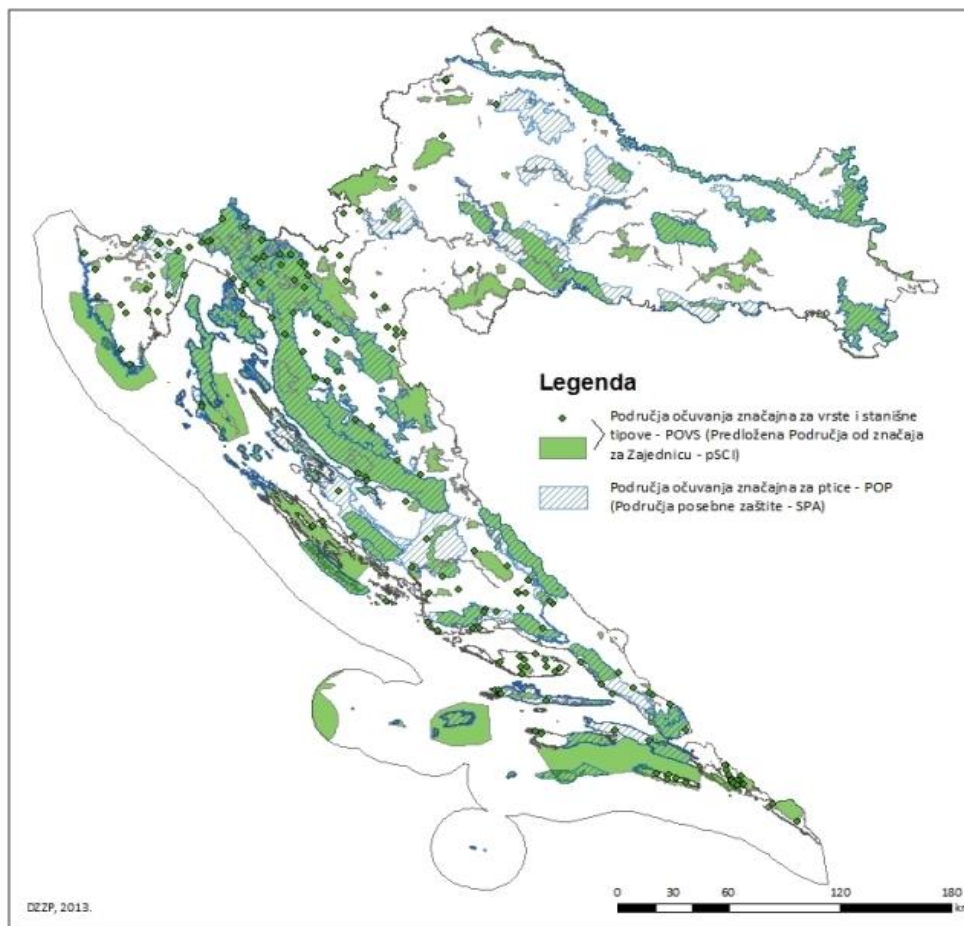 Legenda
Područja očuvanja značajna za vrste i stanišne
tipove - POVS (Predložena Područja od značaja
za Zajednicu - pSCI)
Područja očuvanja značajna za ptice - POP
(Područja posebne zaštite - SPA)
DZZP, 2013.
0 30 60 120 180
km